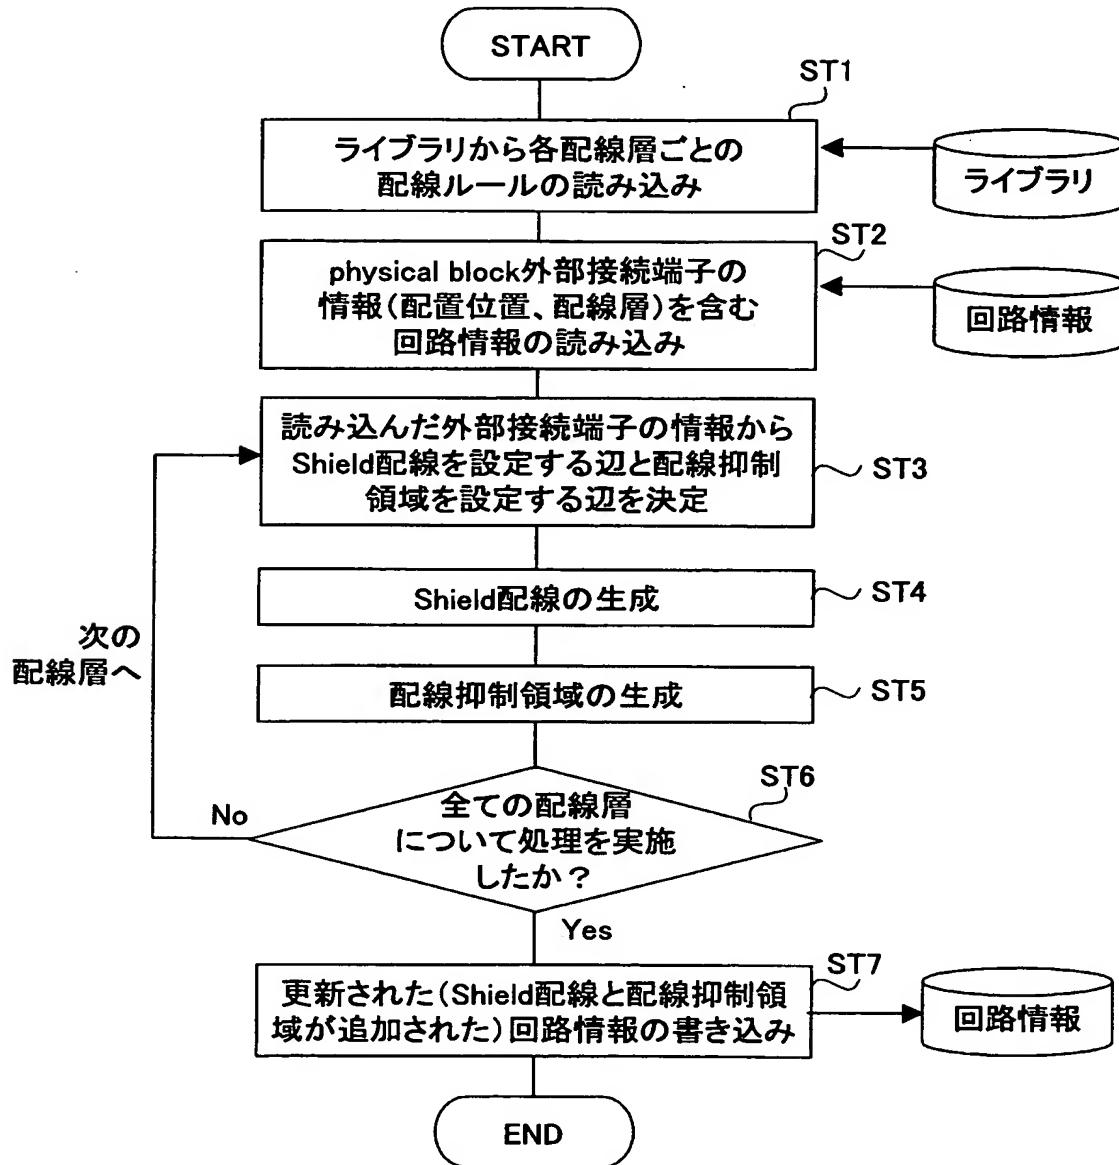 START
ST1
ライブラリから各配線層ごとの
配線ルールの読み込み
ライブラリ
ST2
physical block外部接続端子の
情報(配置位置、配線層)を含む
回路情報の読み込み
回路情報
読み込んだ外部接続端子の情報から
Shield配線を設定する辺と配線抑制
領域を設定する辺を決定
ST3
Shield配線の生成
ST4
次の
配線層へ
配線抑制領域の生成
ST5
ST6
No
全ての配線層
について処理を実施
したか?
Yes
ST7
更新された(Shield配線と配線抑制領
域が追加された)回路情報の書き込み
回路情報
END